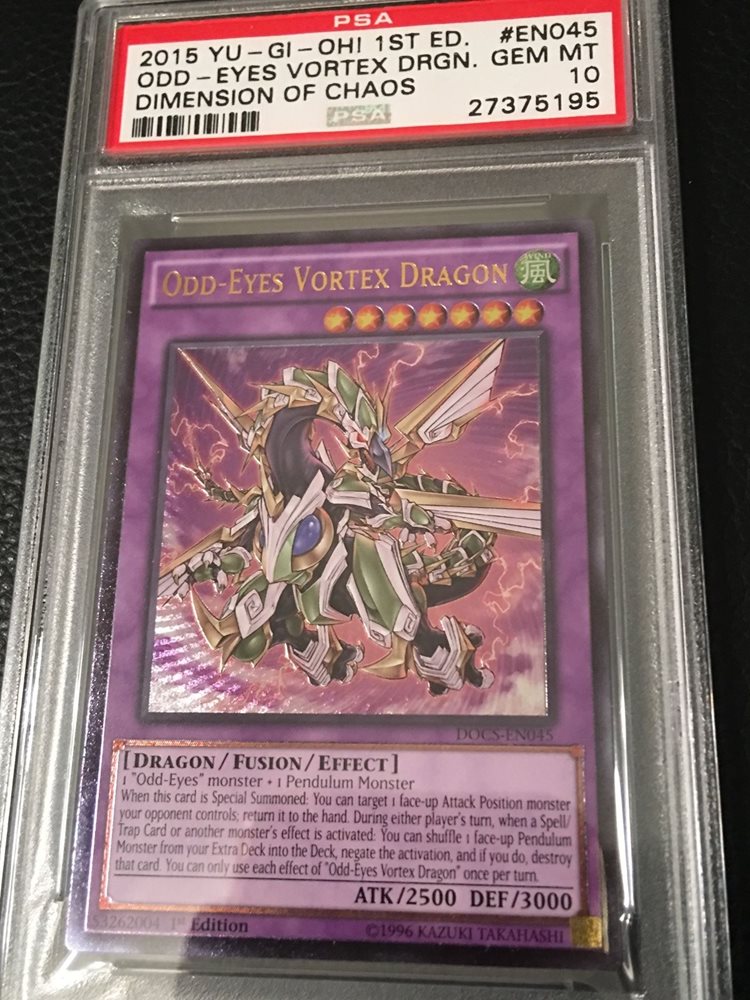 PSA
2015 YU-GI-OH! 1ST ED. #EN045
ODD-EYES VORTEX DRGN. GEM MT
DIMENSION OF CHAOS 10
PSA 27375195
ODD-EYES VORTEX DRAGON WIND 風
DOCS-EN045
[DRAGON/FUSION/EFFECT]
1 "Odd-Eyes" monster + 1 Pendulum Monster
When this card is Special Summoned: You can target 1 face-up Attack Position monster
your opponent controls; return it to the hand. During either player's turn, when a Spell/
Trap Card or another monster's effect is activated: You can shuffle 1 face-up Pendulum
Monster from your Extra Deck into the Deck, negate the activation, and if you do, destroy
that card. You can only use each effect of "Odd-Eyes Vortex Dragon" once per turn.
ATK/2500 DEF/3000
1st Edition ©1996 KAZUKI TAKAHASHI